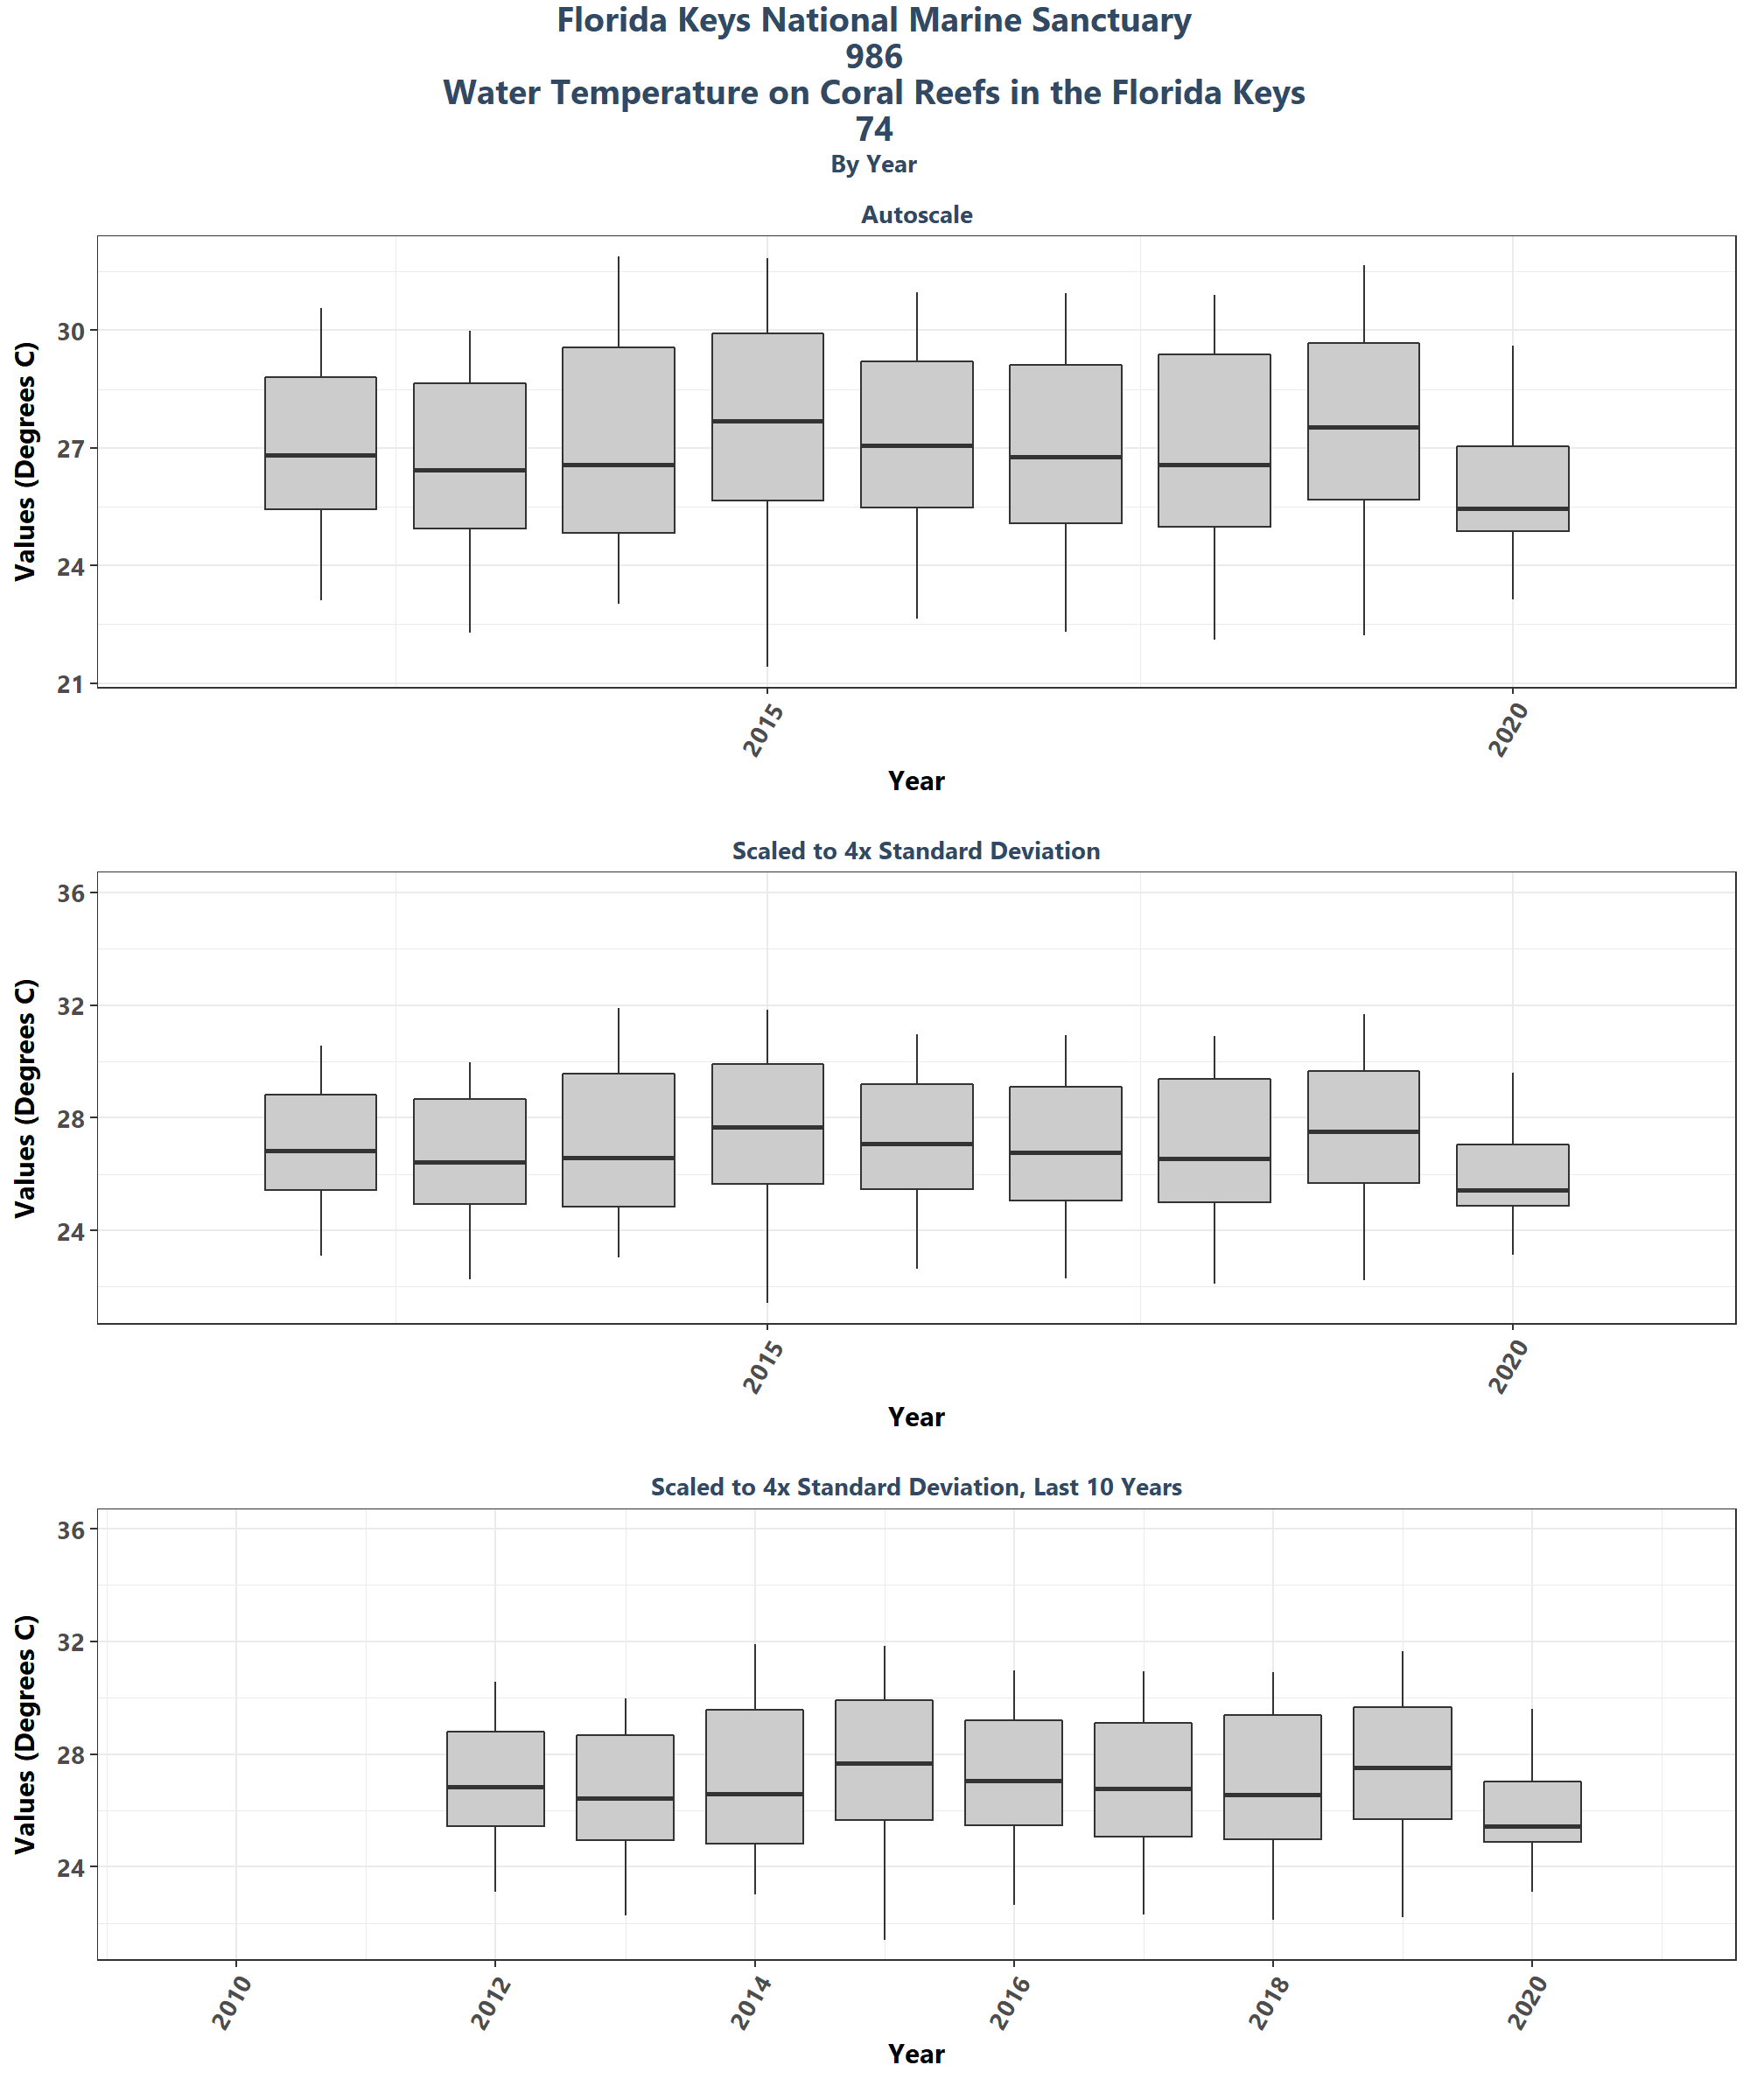 Florida Keys National Marine Sanctuary
986
Water Temperature on Coral Reefs in the Florida Keys
74
By Year
Autoscale
Values (Degrees C)
30
27
24
21
2015
2020
Year
Scaled to 4x Standard Deviation
Values (Degrees C)
36
32
28
24
2015
2020
Year
Scaled to 4x Standard Deviation, Last 10 Years
Values (Degrees C)
36
32
28
24
2010
2012
2014
2016
2018
2020
Year